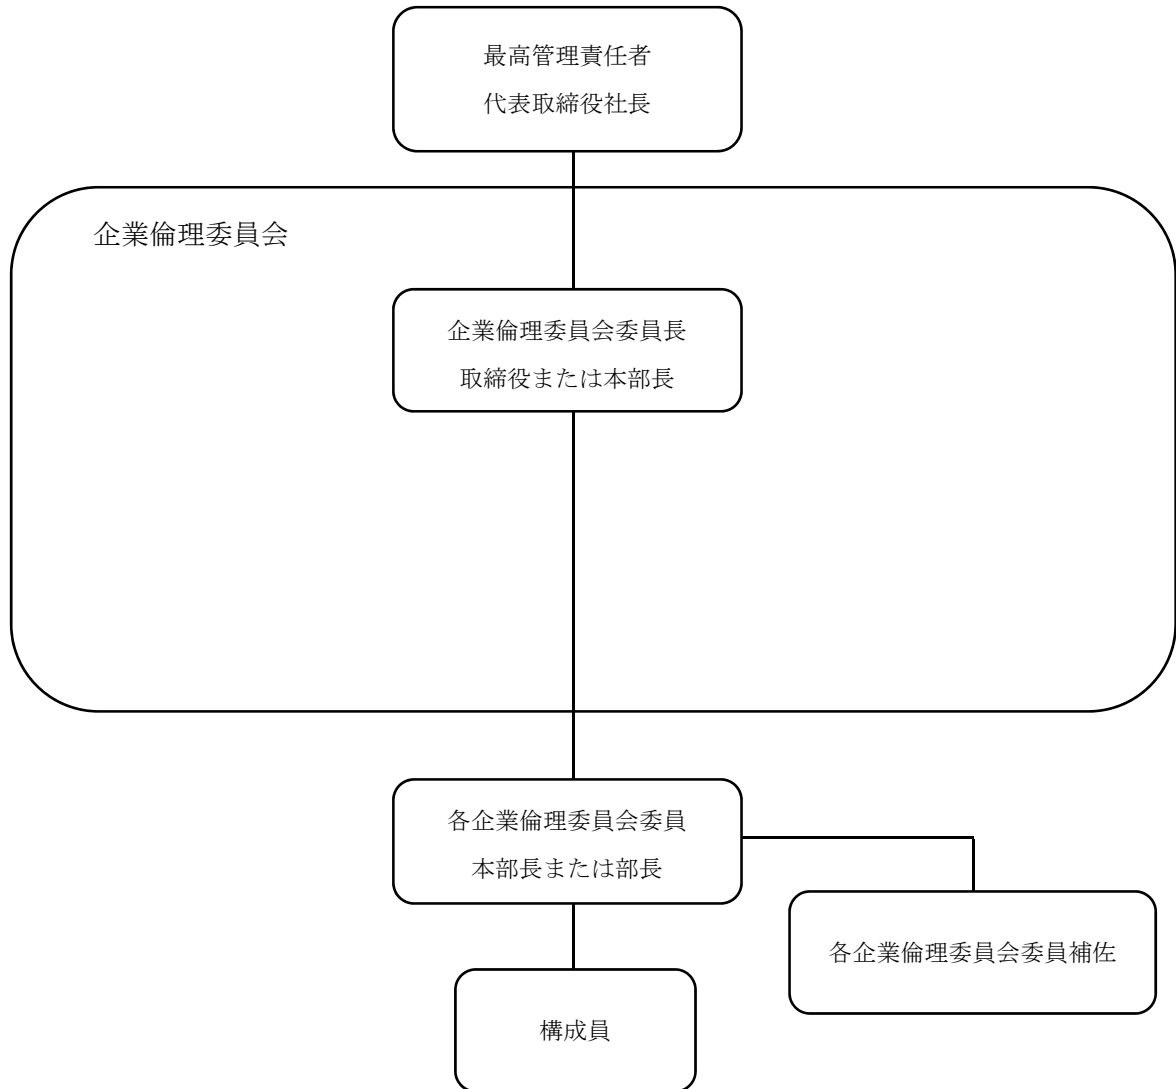 最高管理責任者
代表取締役社長
企業倫理委員会
企業倫理委員会委員長
取締役または本部長
各企業倫理委員会委員
本部長または部長
各企業倫理委員会委員補佐
構成員